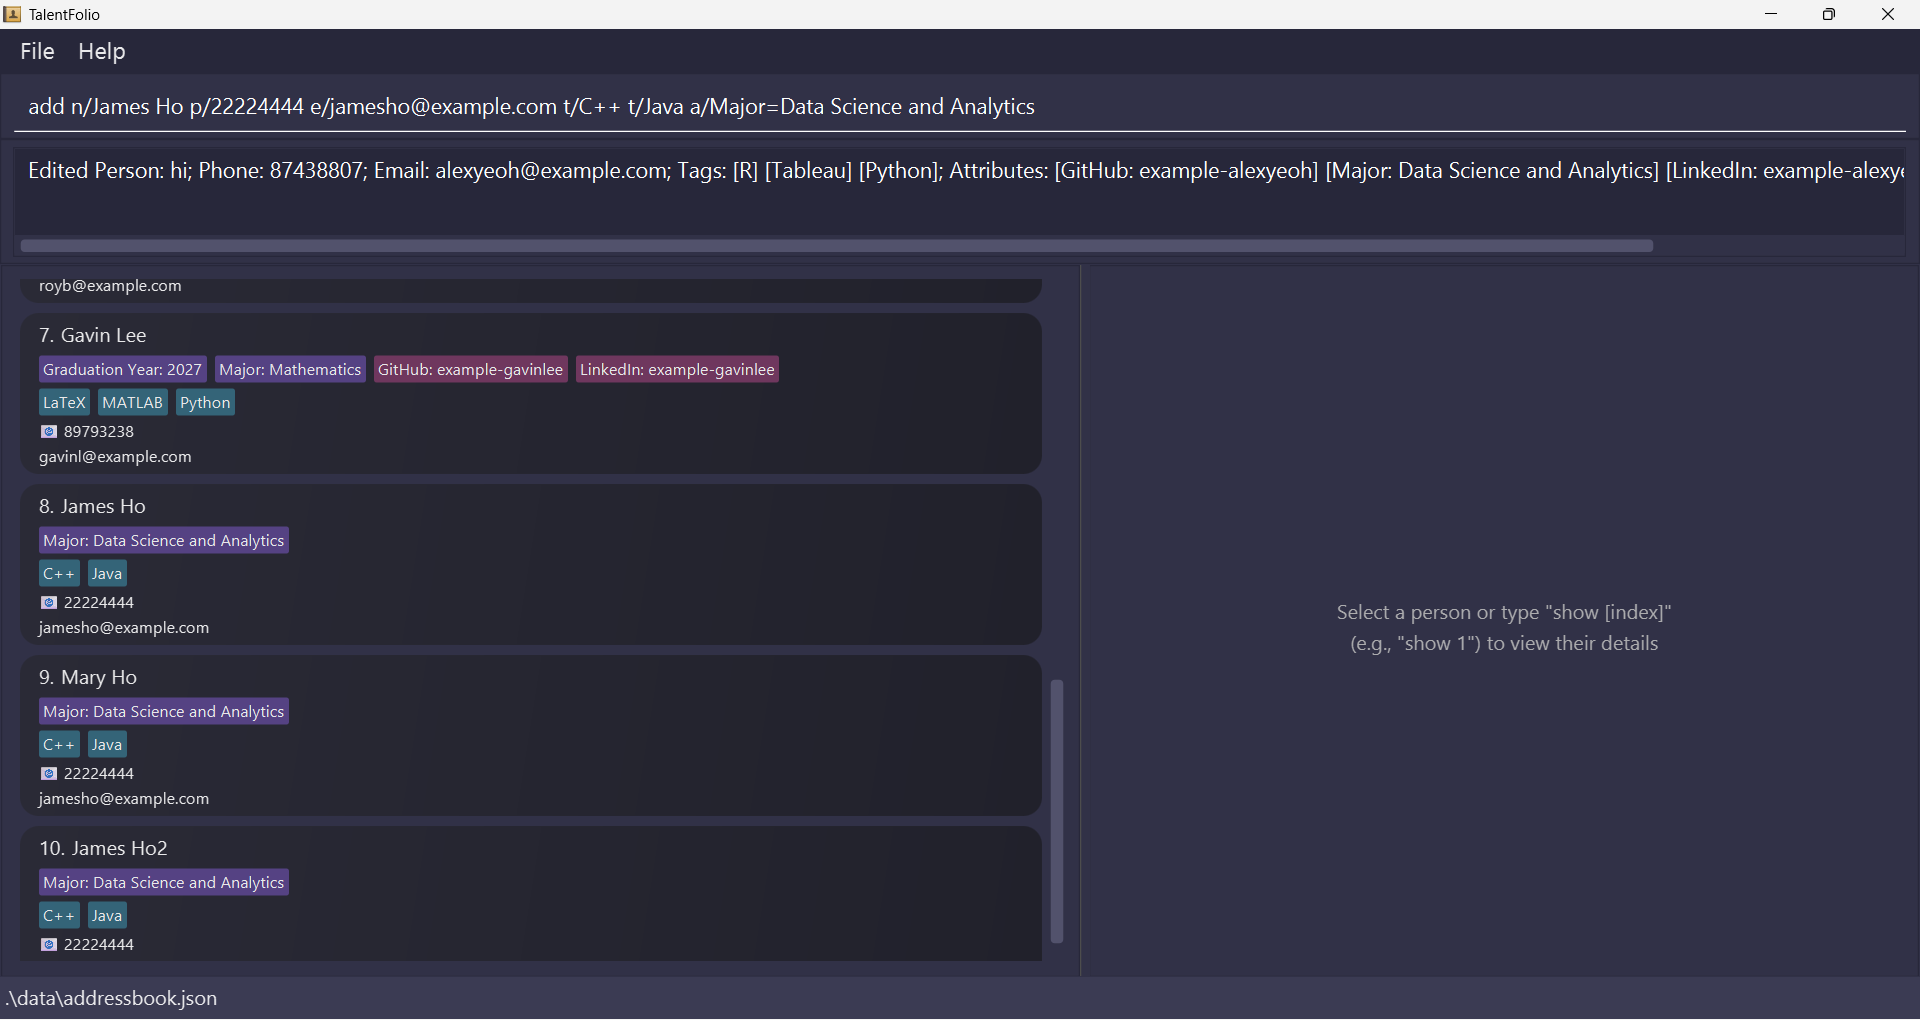 TalentFolio
File Help
add n/James Ho p/22224444 e/jamesho@example.com t/C++ t/Java a/Major=Data Science and Analytics
Edited Person: hi; Phone: 87438807; Email: alexyeoh@example.com; Tags: [R] [Tableau] [Python]; Attributes: [GitHub: example-alexyeoh] [Major: Data Science and Analytics] [LinkedIn: example-alexye
royb@example.com
7. Gavin Lee
Graduation Year: 2027 Major: Mathematics GitHub: example-gavinlee LinkedIn: example-gavinlee
LaTeX MATLAB Python
89793238
gavinl@example.com
8. James Ho
Major: Data Science and Analytics
C++ Java
22224444
jamesho@example.com
9. Mary Ho
Major: Data Science and Analytics
C++ Java
22224444
jamesho@example.com
10. James Ho2
Major: Data Science and Analytics
C++ Java
22224444
Select a person or type "show [index]"
(e.g., "show 1") to view their details
.\data\addressbook.json